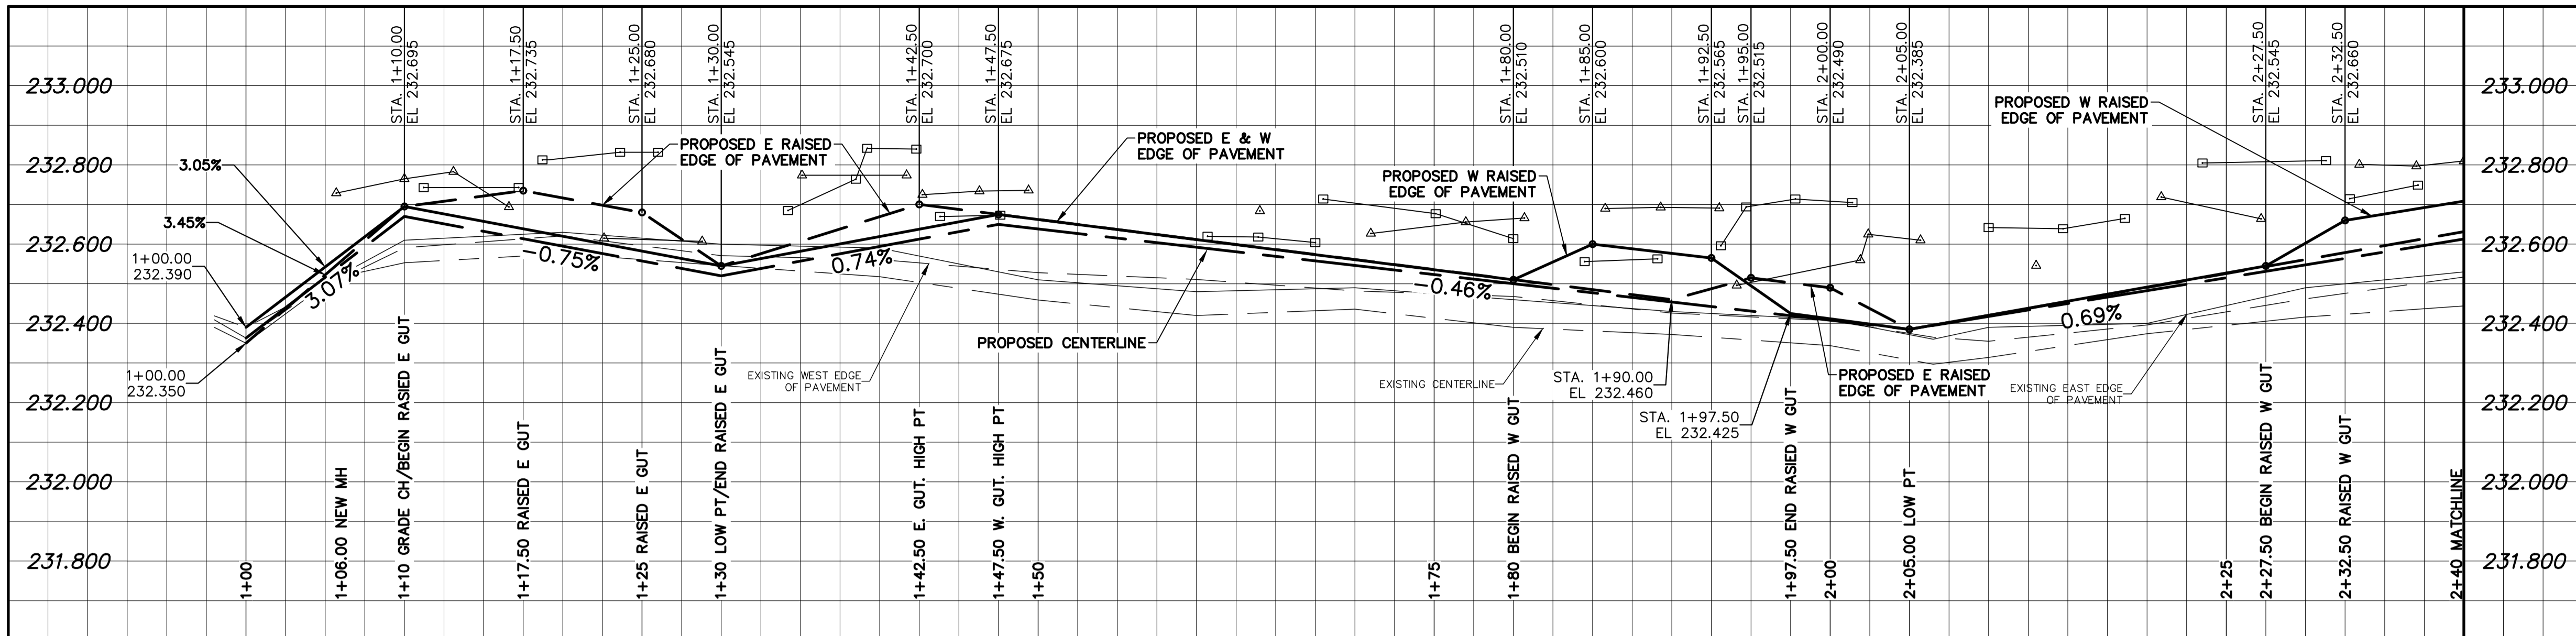 STA. 1+10.00
EL 232.695
STA. 1+17.50
EL 232.735
STA. 1+25.00
EL 232.680
STA. 1+30.00
EL 232.545
STA. 1+42.50
EL 232.700
STA. 1+47.50
EL 232.675
STA. 1+80.00
EL 232.510
STA. 1+85.00
EL 232.600
STA. 1+92.50
EL 232.565
STA. 1+95.00
EL 232.515
STA. 2+00.00
EL 232.490
STA. 2+05.00
EL 232.385
STA. 2+27.50
EL 232.545
STA. 2+32.50
EL 232.660
233.000
232.800
232.600
232.400
232.200
232.000
231.800
233.000
232.800
232.600
232.400
232.200
232.000
231.800
3.05%
3.45%
1+00.00
232.390
1+00.00
232.350
3.07%
-0.75%
0.74%
-0.46%
0.69%
PROPOSED E RAISED
EDGE OF PAVEMENT
PROPOSED E & W
EDGE OF PAVEMENT
PROPOSED W RAISED
EDGE OF PAVEMENT
PROPOSED W RAISED
EDGE OF PAVEMENT
PROPOSED CENTERLINE
EXISTING WEST EDGE
OF PAVEMENT
EXISTING CENTERLINE
STA. 1+90.00
EL 232.460
STA. 1+97.50
EL 232.425
PROPOSED E RAISED
EDGE OF PAVEMENT
EXISTING EAST EDGE
OF PAVEMENT
1+00
1+06.00 NEW MH
1+10 GRADE CH/BEGIN RASIED E GUT
1+17.50 RAISED E GUT
1+25 RAISED E GUT
1+30 LOW PT/END RAISED E GUT
1+42.50 E. GUT. HIGH PT
1+47.50 W. GUT. HIGH PT
1+50
1+75
1+80 BEGIN RAISED W GUT
1+97.50 END RASIED W GUT
2+00
2+05.00 LOW PT
2+25
2+27.50 BEGIN RAISED W GUT
2+32.50 RAISED W GUT
2+40 MATCHLINE